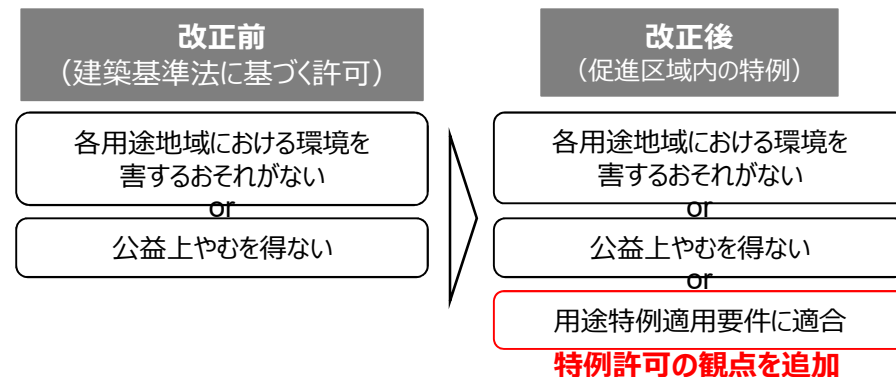 改正前
（建築基準法に基づく許可）
各用途地域における環境を
害するおそれがない
or
公益上やむを得ない
改正後
（促進区域内の特例）
各用途地域における環境を
害するおそれがない
or
公益上やむを得ない
or
用途特例適用要件に適合
特例許可の観点を追加